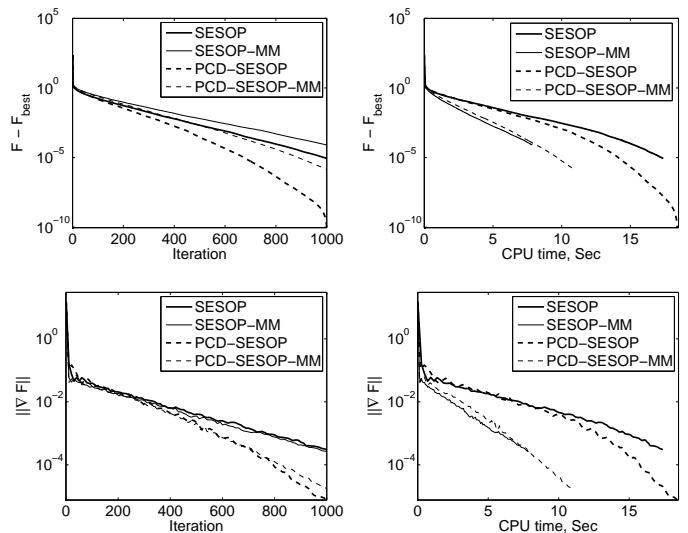 10^5
10^0
10^-5
10^-10
F − F_best
0
200
400
600
800
1000
Iteration
SESOP
SESOP−MM
PCD−SESOP
PCD−SESOP−MM
10^5
10^0
10^-5
10^-10
F − F_best
0
5
10
15
CPU time, Sec
SESOP
SESOP−MM
PCD−SESOP
PCD−SESOP−MM
10^0
10^-2
10^-4
||∇ F||
0
200
400
600
800
1000
Iteration
SESOP
SESOP−MM
PCD−SESOP
PCD−SESOP−MM
10^0
10^-2
10^-4
||∇ F||
0
5
10
15
CPU time, Sec
SESOP
SESOP−MM
PCD−SESOP
PCD−SESOP−MM